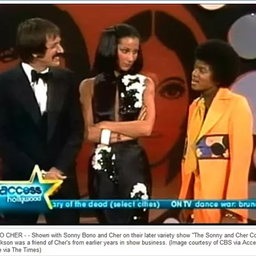 access
hollywood
ry of the dead (select cities)
ON TV dance war: brun
O CHER - - Shown with Sonny Bono and Cher on their later variety show "The Sonny and Cher Co
kson was a friend of Cher's from earlier years in show business. (Image courtesy of CBS via Acce
via The Times)